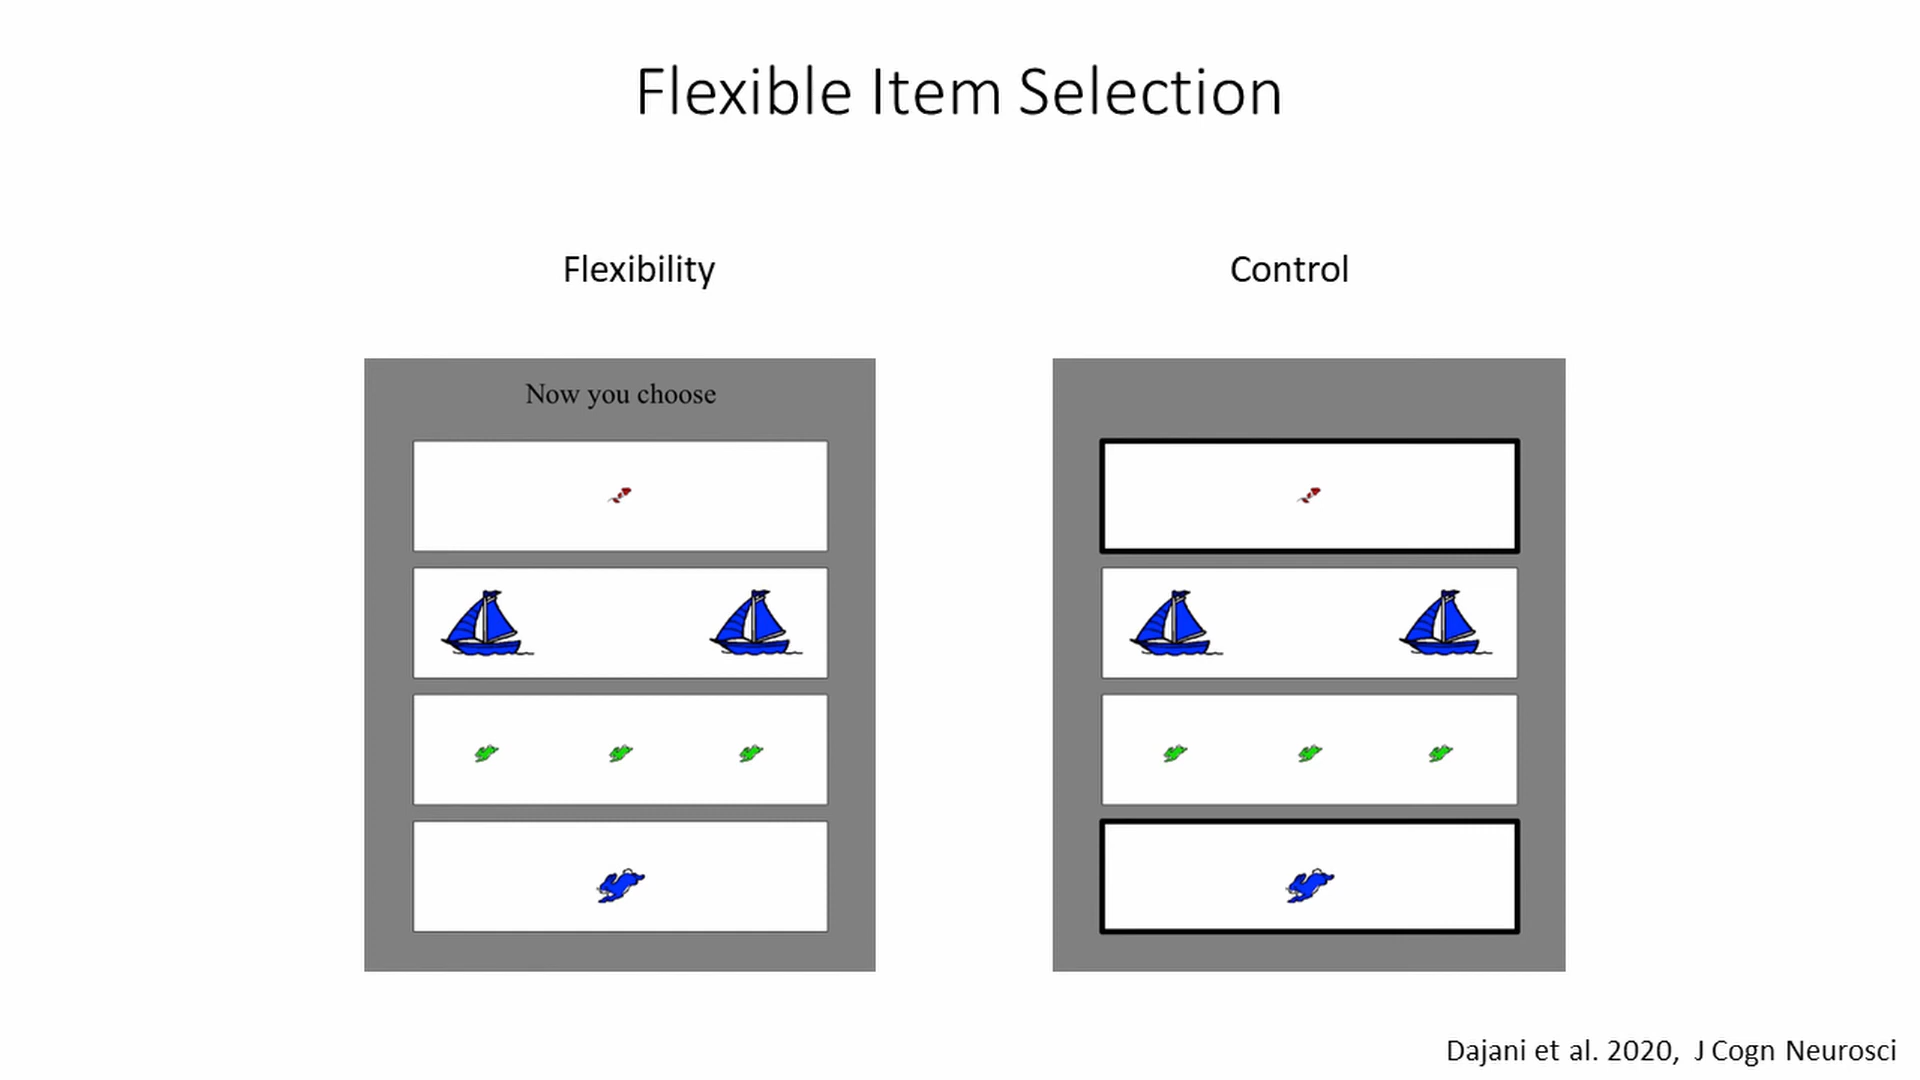 Flexible Item Selection
Flexibility
Control
Now you choose
Dajani et al. 2020, J Cogn Neurosci